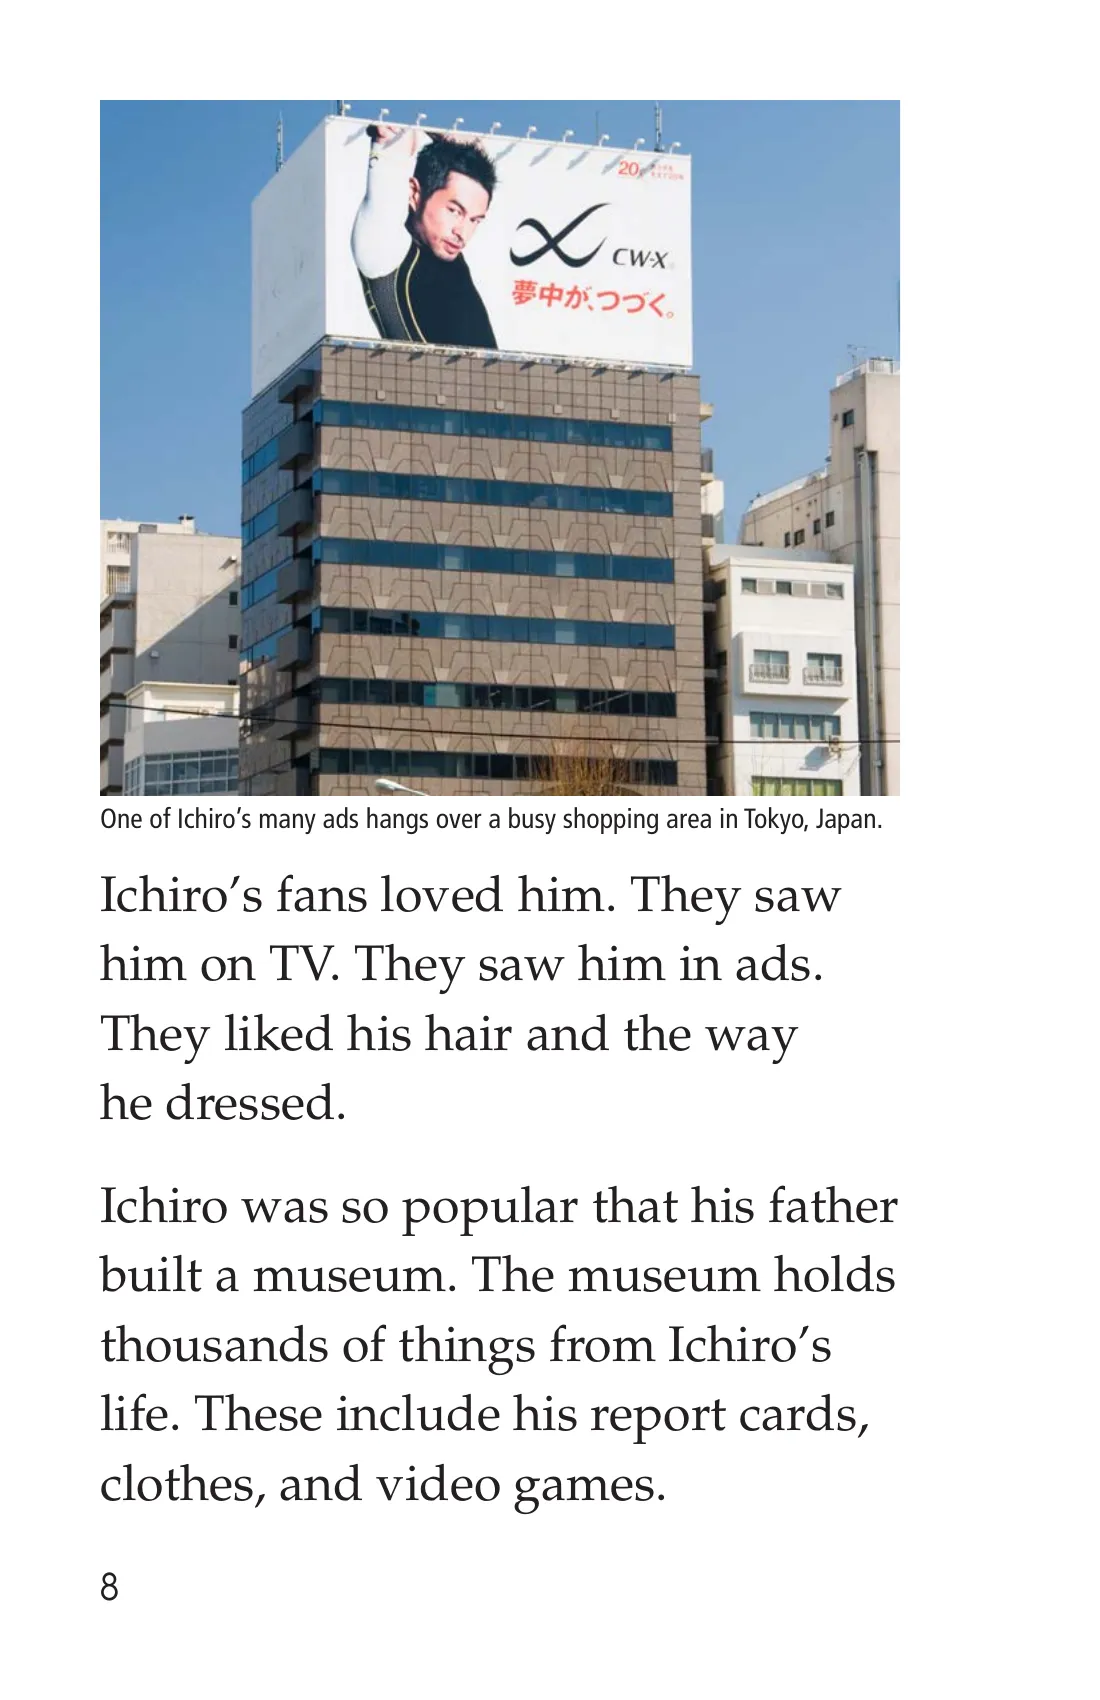 20
CW-X
夢中が、つづく。
One of Ichiro’s many ads hangs over a busy shopping area in Tokyo, Japan.
Ichiro’s fans loved him. They saw
him on TV. They saw him in ads.
They liked his hair and the way
he dressed.
Ichiro was so popular that his father
built a museum. The museum holds
thousands of things from Ichiro’s
life. These include his report cards,
clothes, and video games.
8